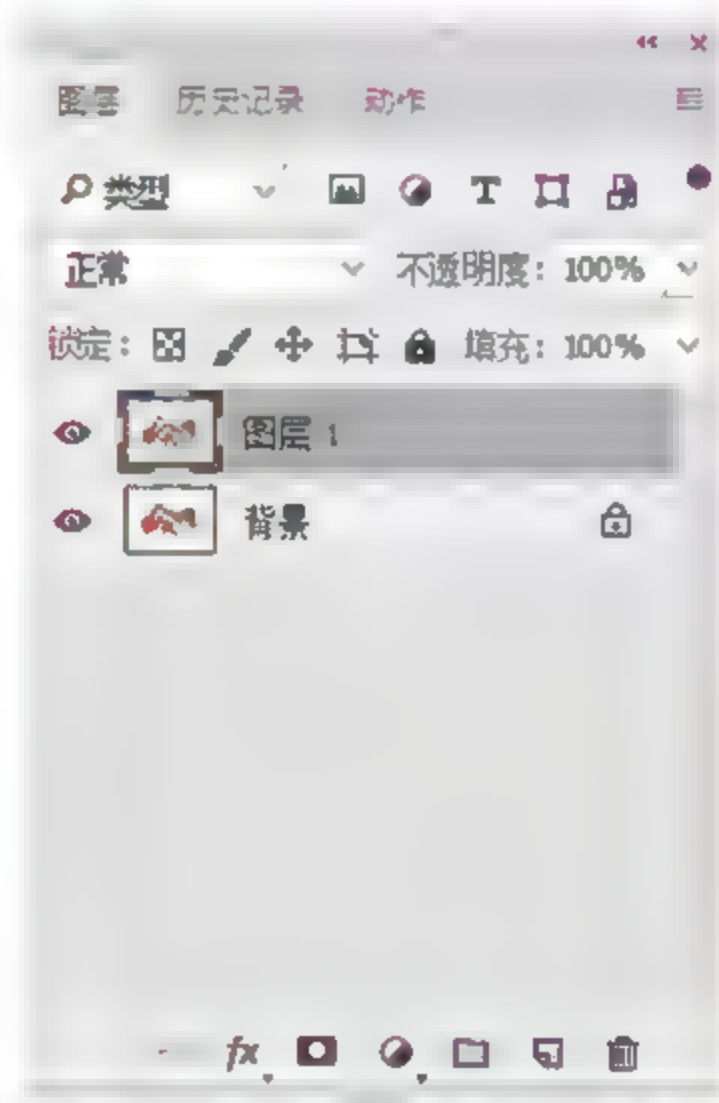 图层 历史记录 动作
类型
正常 不透明度: 100%
锁定: 填充: 100%
图层 1
背景
fx